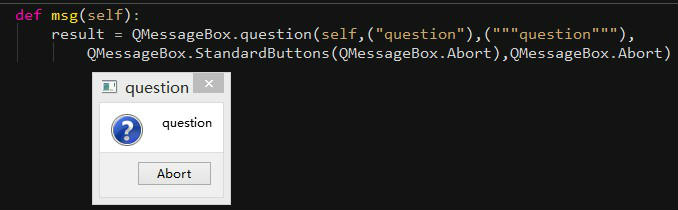 def msg(self):
result = QMessageBox.question(self,("question"),("""question"""),
QMessageBox.StandardButtons(QMessageBox.Abort),QMessageBox.Abort)
question
question
Abort